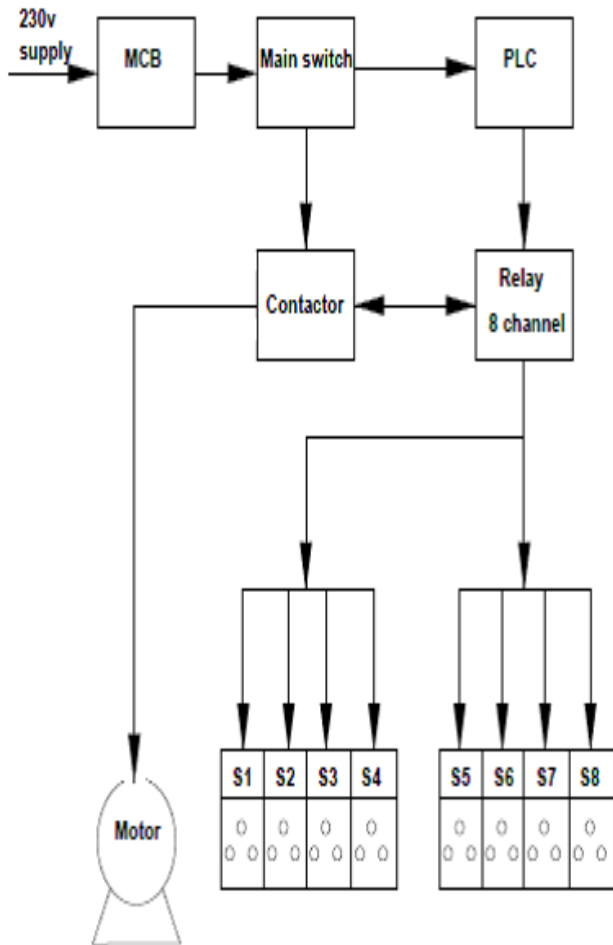 230v
supply
MCB
Main switch
PLC
Contactor
Relay
8 channel
S1 S2 S3 S4
S5 S6 S7 S8
Motor